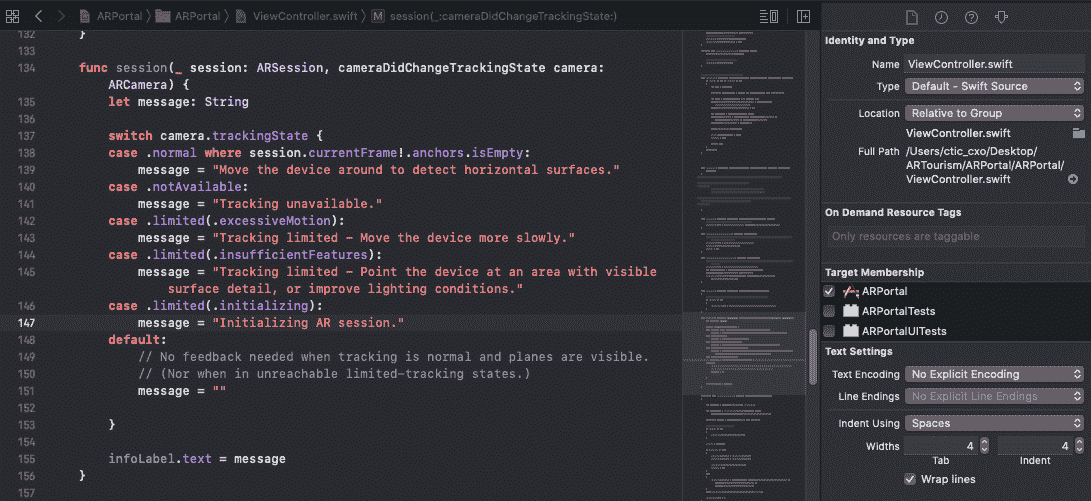 ARPortal
ARPortal
ViewController.swift
M session(_:cameraDidChangeTrackingState:)
132 }
133
134 func session(_ session: ARSession, cameraDidChangeTrackingState camera:
ARCamera) {
135 let message: String
136
137 switch camera.trackingState {
138 case .normal where session.currentFrame!.anchors.isEmpty:
139 message = "Move the device around to detect horizontal surfaces."
140 case .notAvailable:
141 message = "Tracking unavailable."
142 case .limited(.excessiveMotion):
143 message = "Tracking limited - Move the device more slowly."
144 case .limited(.insufficientFeatures):
145 message = "Tracking limited - Point the device at an area with visible
surface detail, or improve lighting conditions."
146 case .limited(.initializing):
147 message = "Initializing AR session."
148 default:
149 // No feedback needed when tracking is normal and planes are visible.
150 // (Nor when in unreachable limited-tracking states.)
151 message = ""
152
153 }
154
155 infoLabel.text = message
156 }
157
Identity and Type
Name ViewController.swift
Type Default - Swift Source
Location Relative to Group
ViewController.swift
Full Path /Users/ctic_cxo/Desktop/
ARTourism/ARPortal/ARPortal/
ViewController.swift
On Demand Resource Tags
Only resources are taggable
Target Membership
ARPortal
ARPortalTests
ARPortalUITests
Text Settings
Text Encoding No Explicit Encoding
Line Endings No Explicit Line Endings
Indent Using Spaces
Widths 4 4
Tab Indent
Wrap lines